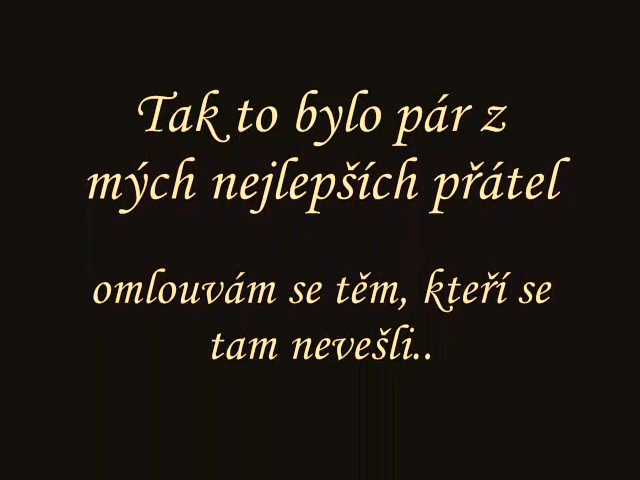 Tak to bylo pár z
mých nejlepších přátel
omlouvám se těm, kteří se
tam nevešli..